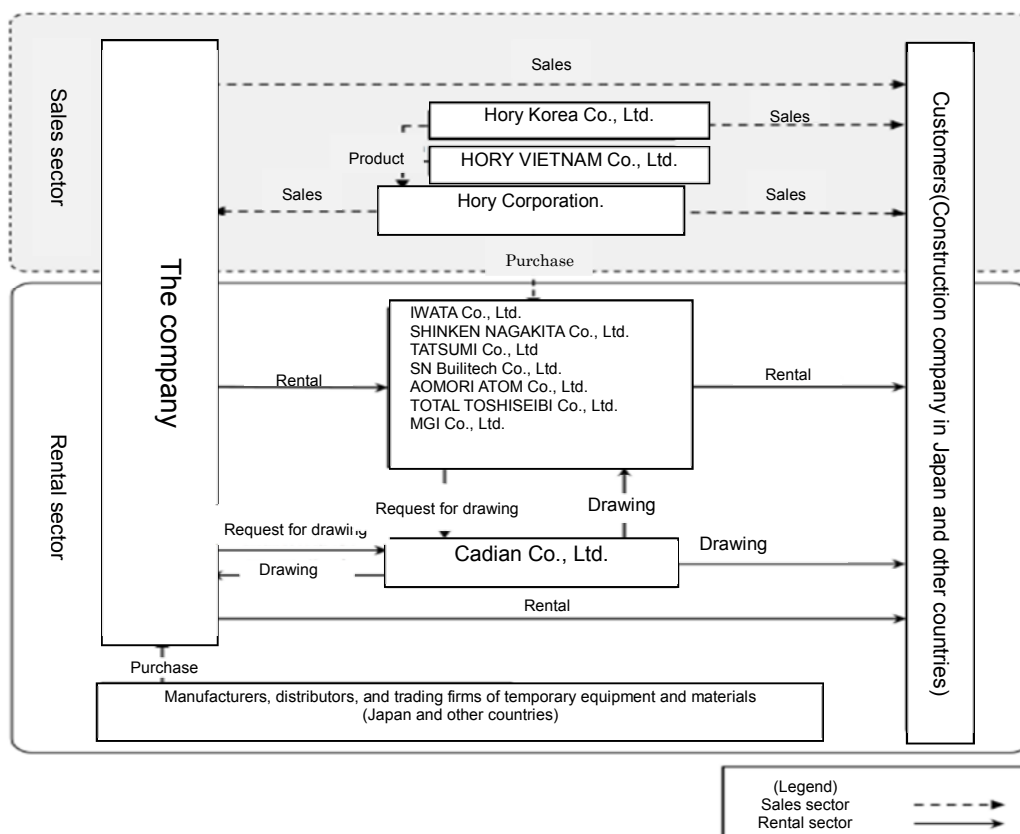 Sales sector
The company
Sales
Hory Korea Co., Ltd.
Sales
Product
HORY VIETNAM Co., Ltd.
Sales
Hory Corporation.
Sales
Customers(Construction company in Japan and other countries)
Purchase
Rental sector
IWATA Co., Ltd.
SHINKEN NAGAKITA Co., Ltd.
TATSUMI Co., Ltd
SN Builitech Co., Ltd.
AOMORI ATOM Co., Ltd.
TOTAL TOSHISEIBI Co., Ltd.
MGI Co., Ltd.
Rental
Rental
Request for drawing
Drawing
Request for drawing
Cadian Co., Ltd.
Drawing
Drawing
Rental
Purchase
Manufacturers, distributors, and trading firms of temporary equipment and materials
(Japan and other countries)
(Legend)
Sales sector
Rental sector